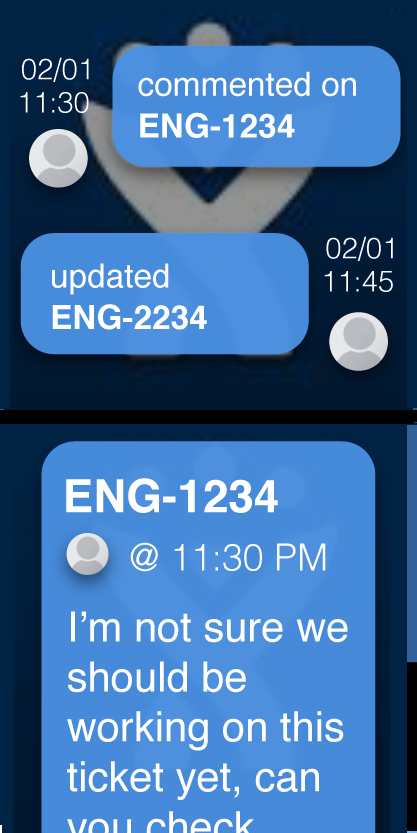 02/01
11:30
commented on
ENG-1234
updated
ENG-2234
02/01
11:45
ENG-1234
@ 11:30 PM
I’m not sure we
should be
working on this
ticket yet, can
you check